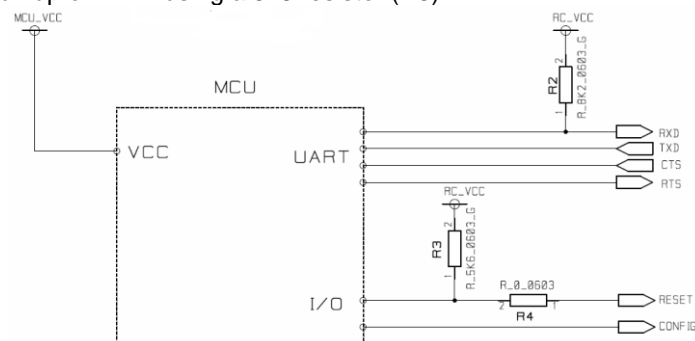 MCU_VCC
RC_VCC
R2
2
1
R_8K2_0603_G
MCU
VCC
UART
RXD
TXD
CTS
RTS
RC_VCC
R3
2
1
R_5K6_0603_G
I/O
R_0_0603
2
1
R4
RESET
CONFIG